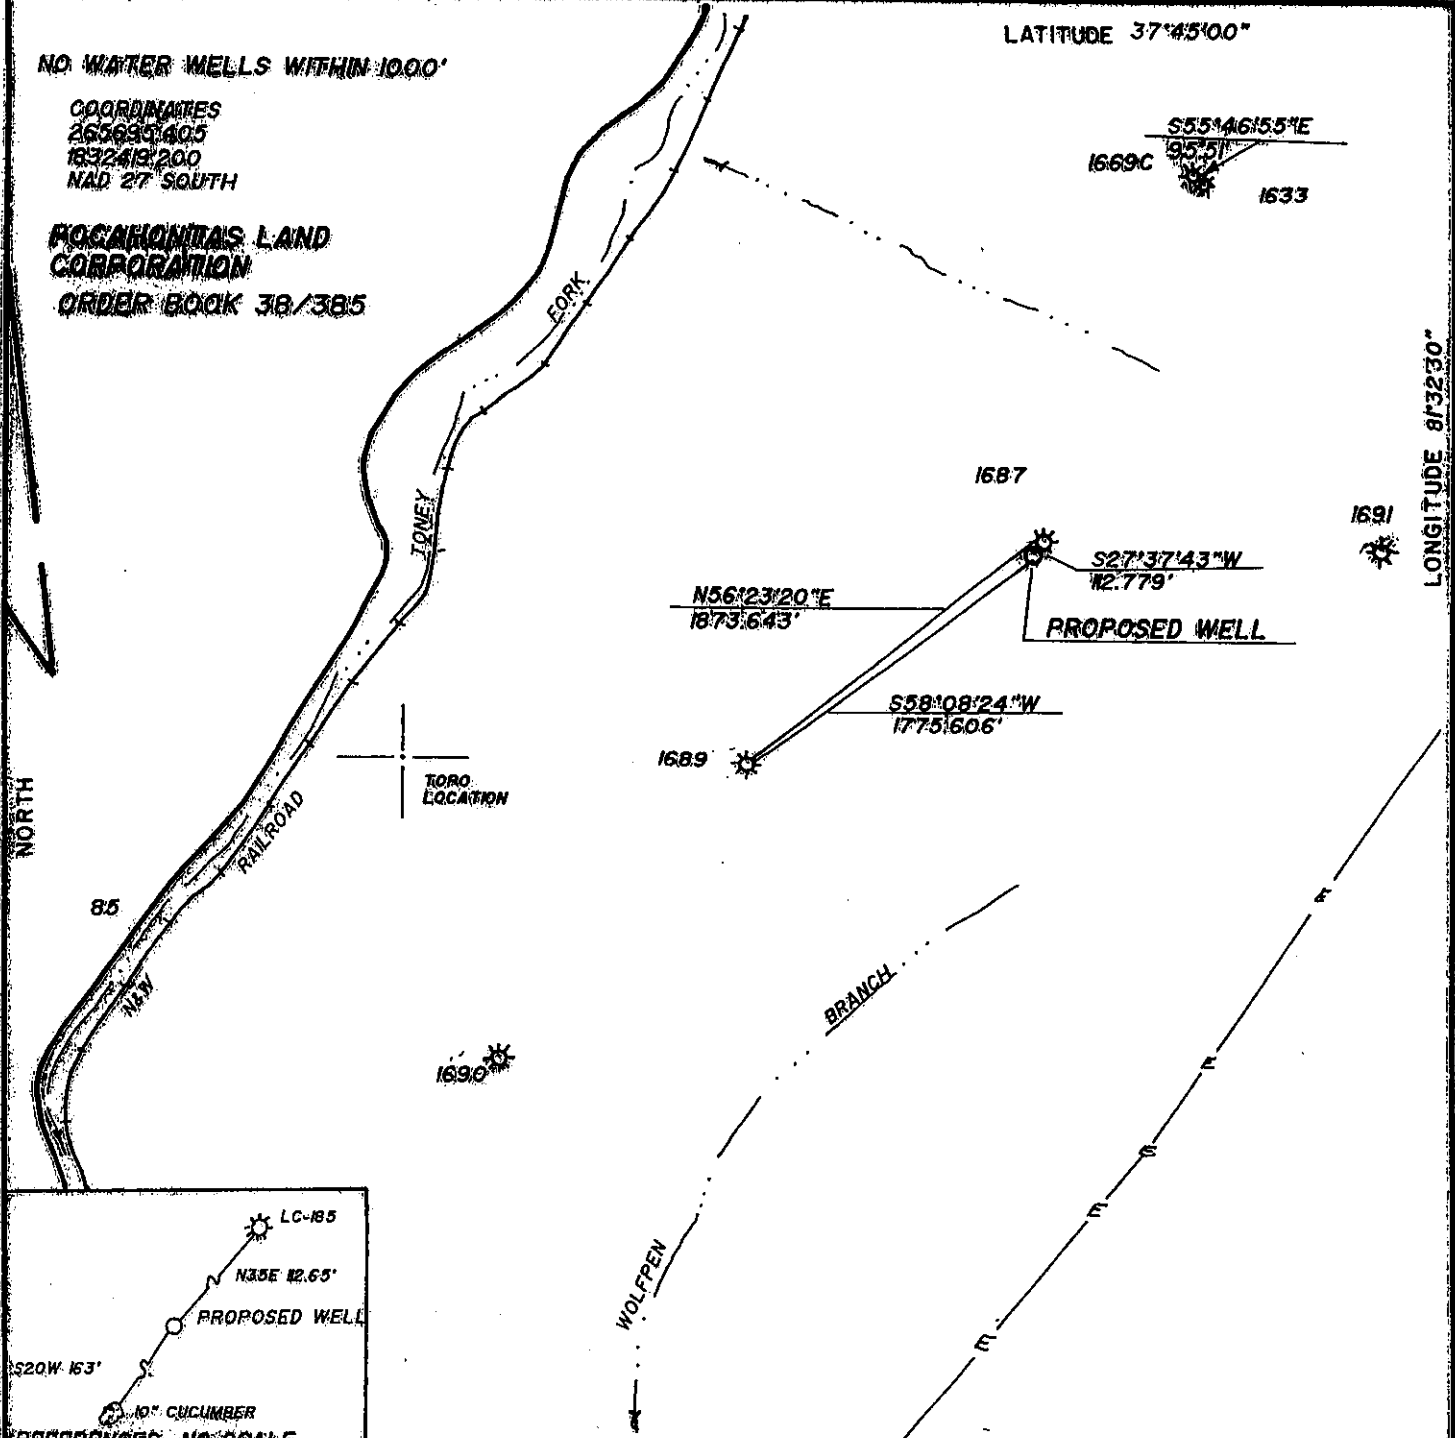 LATITUDE 37°45'00"
NO WATER WELLS WITHIN 1000'
COORDINATES
265695.405
1832419.200
NAD 27 SOUTH
POCAHONTAS LAND
CORPORATION
ORDER BOOK 38/385
S55°46'55"E
95.51'
1669C
1633
FORK
TONEY
LONGITUDE 81°32'30"
1687
1691
S27°37'43"W
112.779'
N56°23'20"E
1873.643'
PROPOSED WELL
S58°08'24"W
1775.606'
1689
TOPO
LOCATION
NORTH
RAILROAD
85
N&W
BRANCH
1690
WOLFPEN
E
E
E
E
E
LC-185
N35E 112.65'
PROPOSED WELL
S20W 163'
10" CUCUMBER